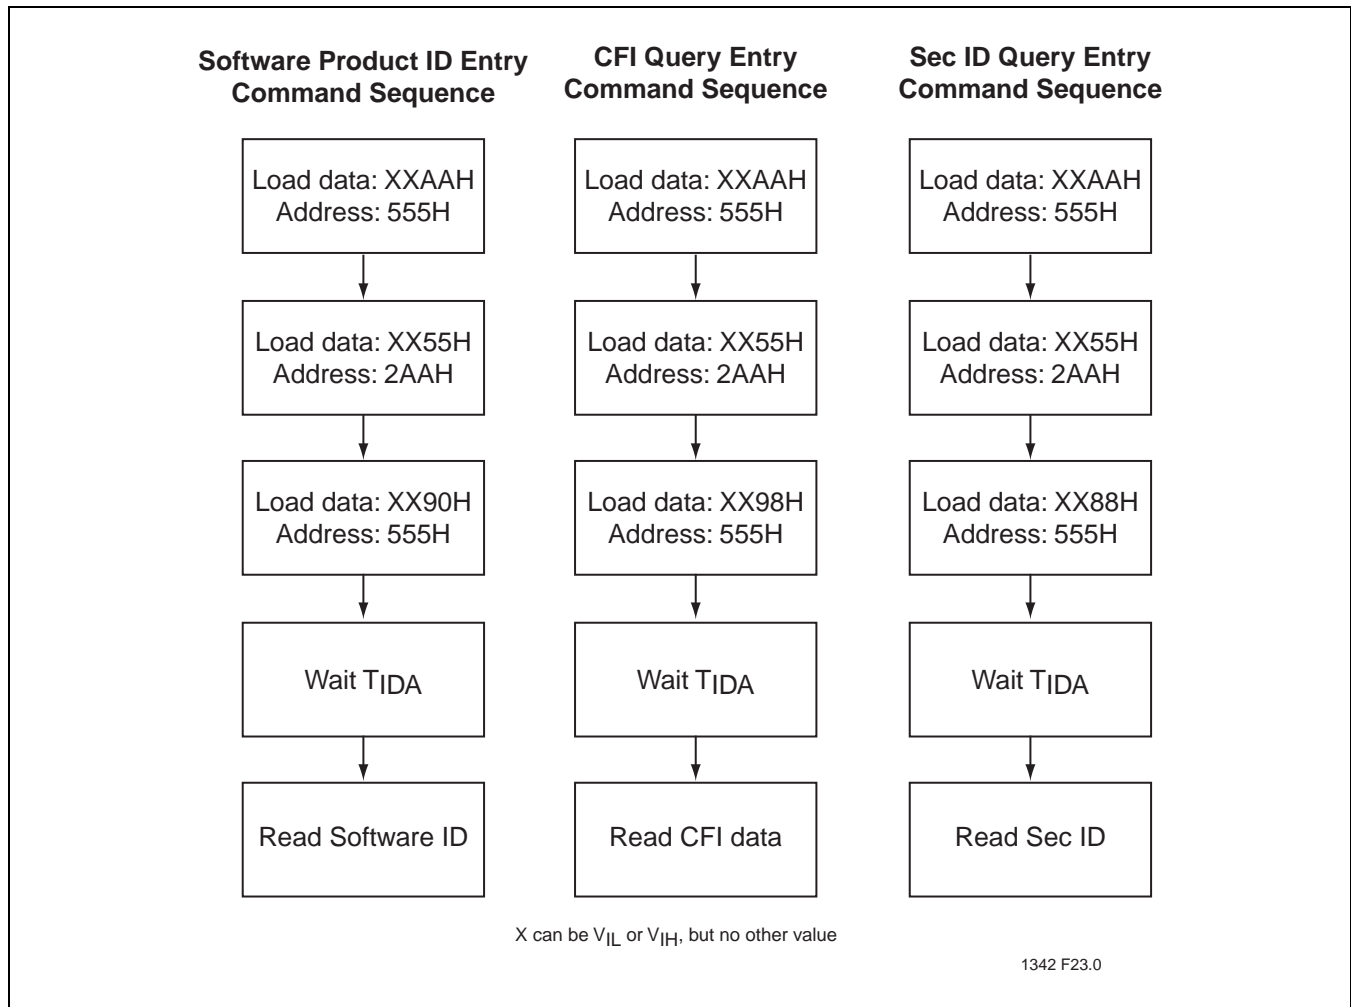 Software Product ID Entry
Command Sequence
Load data: XXAAH
Address: 555H
Load data: XX55H
Address: 2AAH
Load data: XX90H
Address: 555H
Wait TIDA
Read Software ID
CFI Query Entry
Command Sequence
Load data: XXAAH
Address: 555H
Load data: XX55H
Address: 2AAH
Load data: XX98H
Address: 555H
Wait TIDA
Read CFI data
Sec ID Query Entry
Command Sequence
Load data: XXAAH
Address: 555H
Load data: XX55H
Address: 2AAH
Load data: XX88H
Address: 555H
Wait TIDA
Read Sec ID
X can be VIL or VIH, but no other value
1342 F23.0